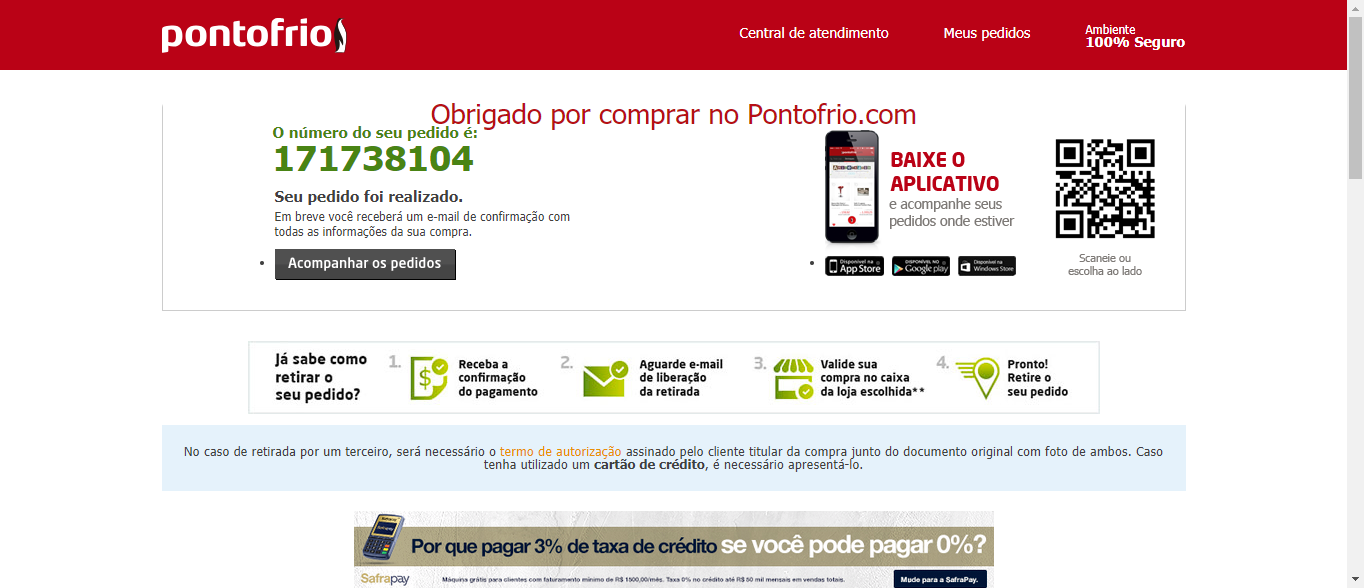 pontofrio
Central de atendimento
Meus pedidos
Ambiente
100% Seguro
Obrigado por comprar no Pontofrio.com
O número do seu pedido é:
171738104
Seu pedido foi realizado.
Em breve você receberá um e-mail de confirmação com
todas as informações da sua compra.
Acompanhar os pedidos
BAIXE O
APLICATIVO
e acompanhe seus
pedidos onde estiver
Disponível na
App Store
DISPONÍVEL NO
Google play
Disponível na
Windows Store
Scaneie ou
escolha ao lado
Já sabe como
retirar o
seu pedido?
1.
Receba a
confirmação
do pagamento
2.
Aguarde e-mail
de liberação
da retirada
3.
Valide sua
compra no caixa
da loja escolhida**
4.
Pronto!
Retire o
seu pedido
No caso de retirada por um terceiro, será necessário o termo de autorização assinado pelo cliente titular da compra junto do documento original com foto de ambos. Caso
tenha utilizado um cartão de crédito, é necessário apresentá-lo.
Por que pagar 3% de taxa de crédito se você pode pagar 0%?
Safrapay
Máquina grátis para clientes com faturamento mínimo de R$ 1500,00/mês. Taxa 0% no crédito até R$ 50 mil mensais em vendas totais.
Mude para a SafraPay.